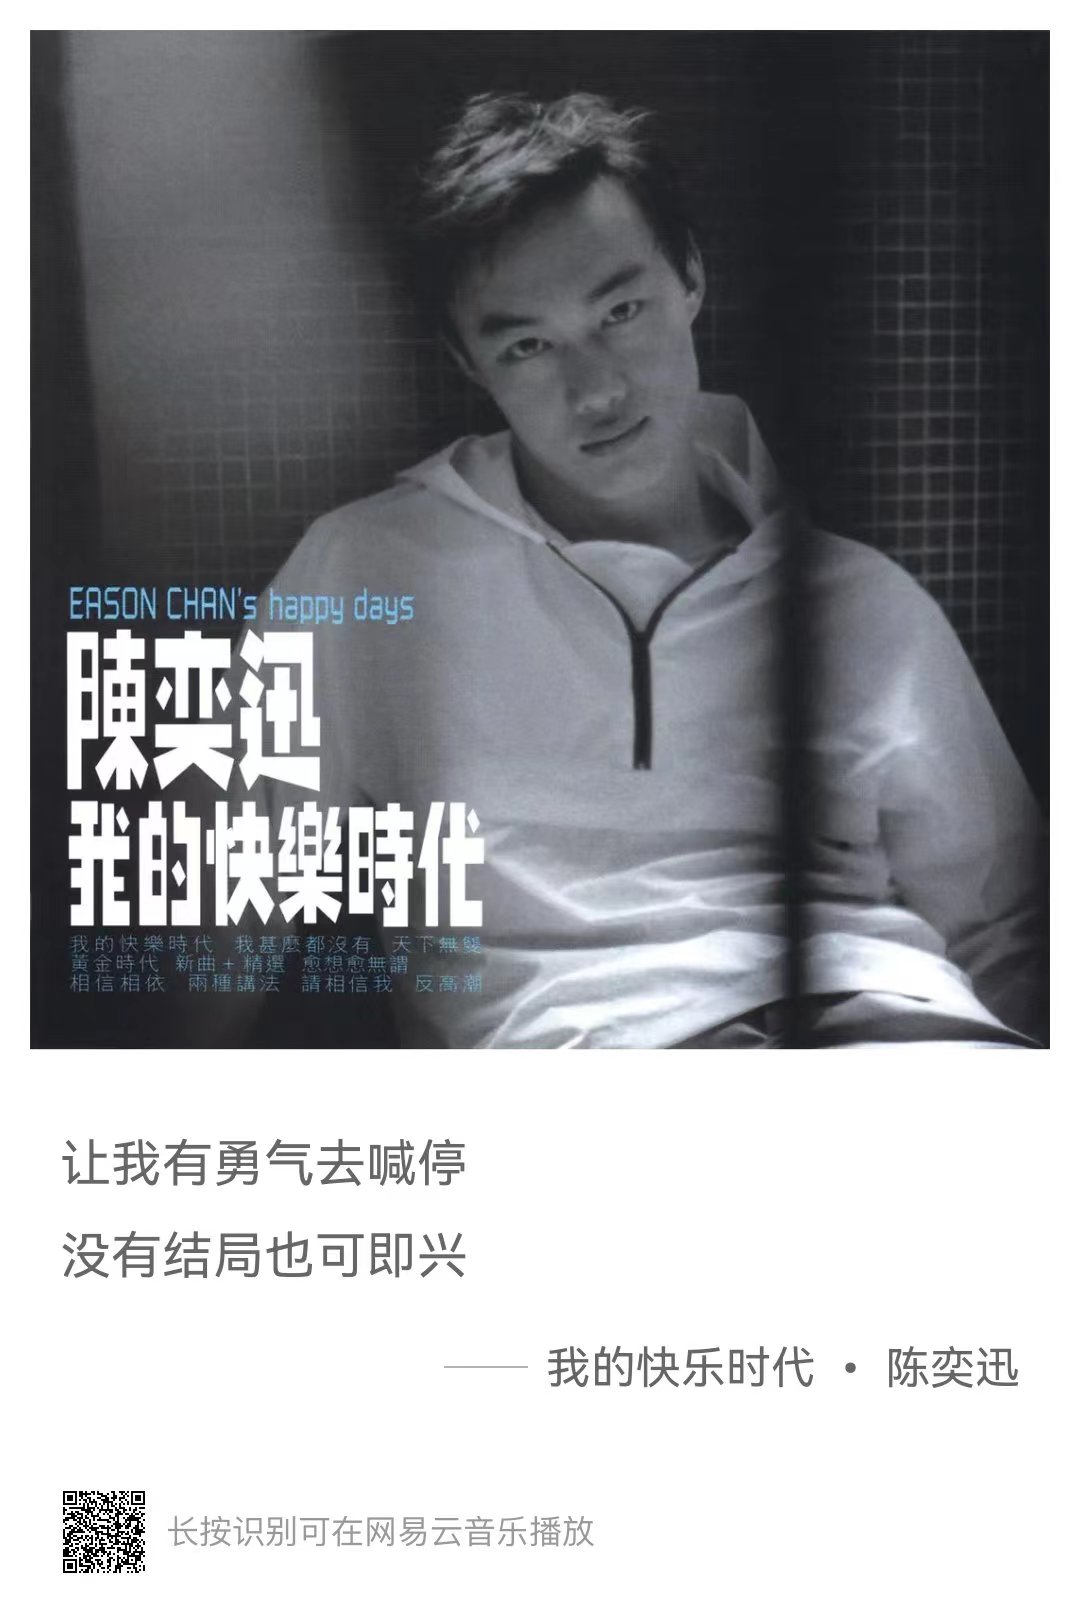 EASON CHAN's happy days
陳奕迅
我的快樂時代
我的快樂時代 我甚麼都沒有 天下無雙
黃金時代 新曲+精選 愈想愈無謂
相信相依 兩種講法 請相信我 反高潮
让我有勇气去喊停
没有结局也可即兴
—— 我的快乐时代 • 陈奕迅
长按识别可在网易云音乐播放